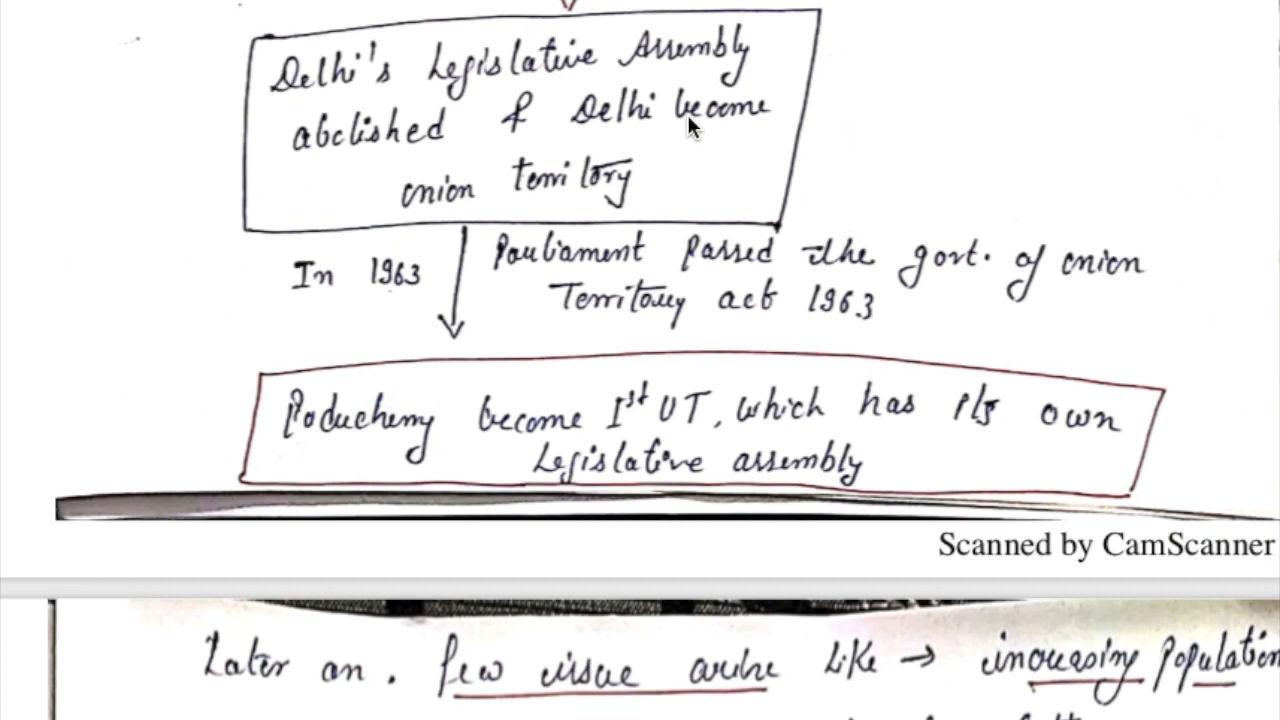 Delhi's Legislative Assembly
abolished & Delhi become
union territory
In 1963
Parliament Passed the govt. of union
Territory act 1963
Poducherry become 1st UT, which has its own
Legislative assembly
Scanned by CamScanner
Later on. few issue arise Like → increasing population